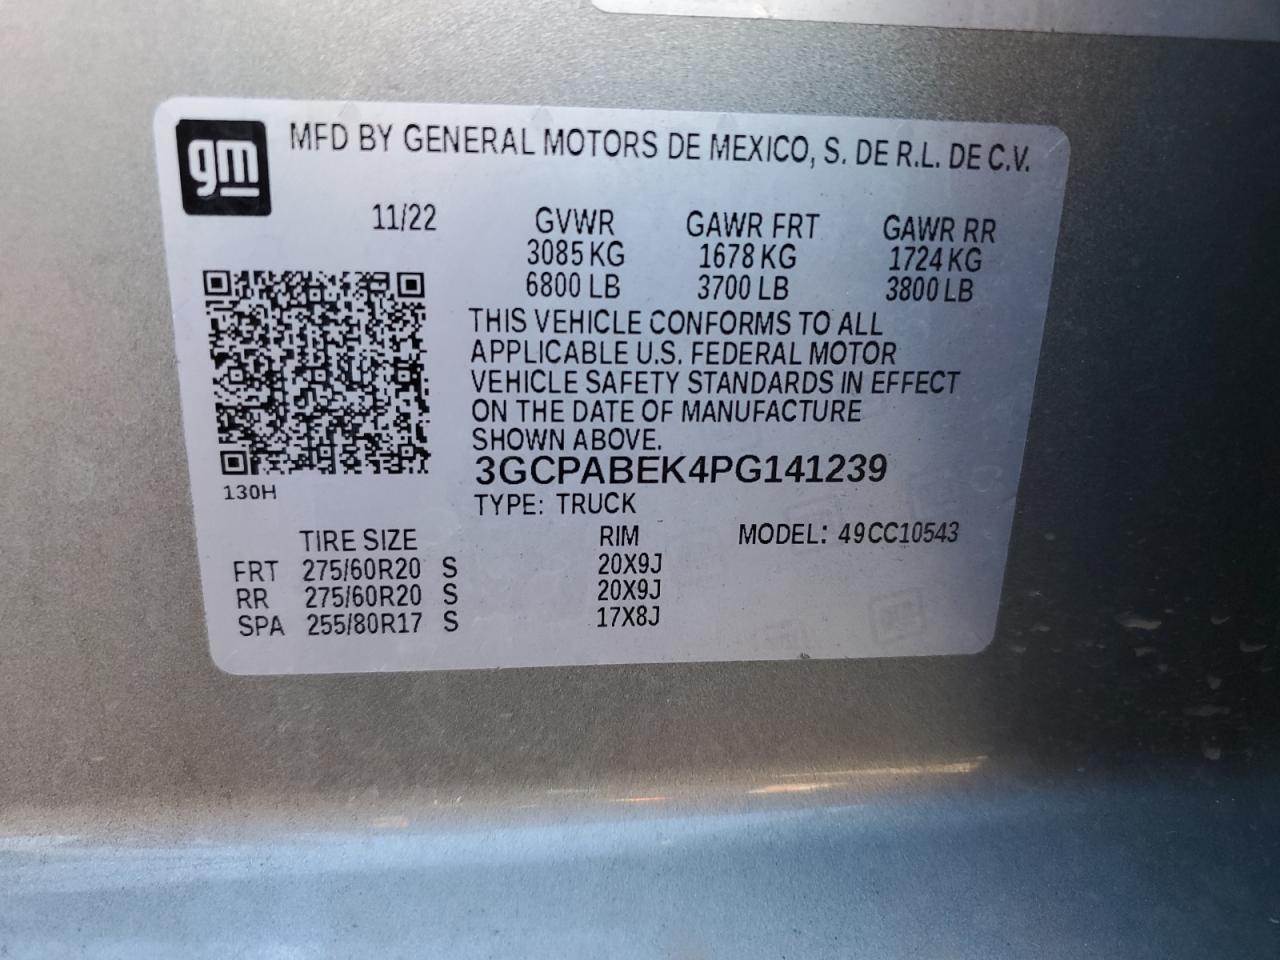 gm MFD BY GENERAL MOTORS DE MEXICO, S. DE R.L. DE C.V.
11/22 GVWR GAWR FRT GAWR RR
3085 KG 1678 KG 1724 KG
6800 LB 3700 LB 3800 LB
THIS VEHICLE CONFORMS TO ALL
APPLICABLE U.S. FEDERAL MOTOR
VEHICLE SAFETY STANDARDS IN EFFECT
ON THE DATE OF MANUFACTURE
SHOWN ABOVE.
3GCPABEK4PG141239
130H
TYPE: TRUCK
TIRE SIZE RIM MODEL: 49CC10543
FRT 275/60R20 S 20X9J
RR 275/60R20 S 20X9J
SPA 255/80R17 S 17X8J